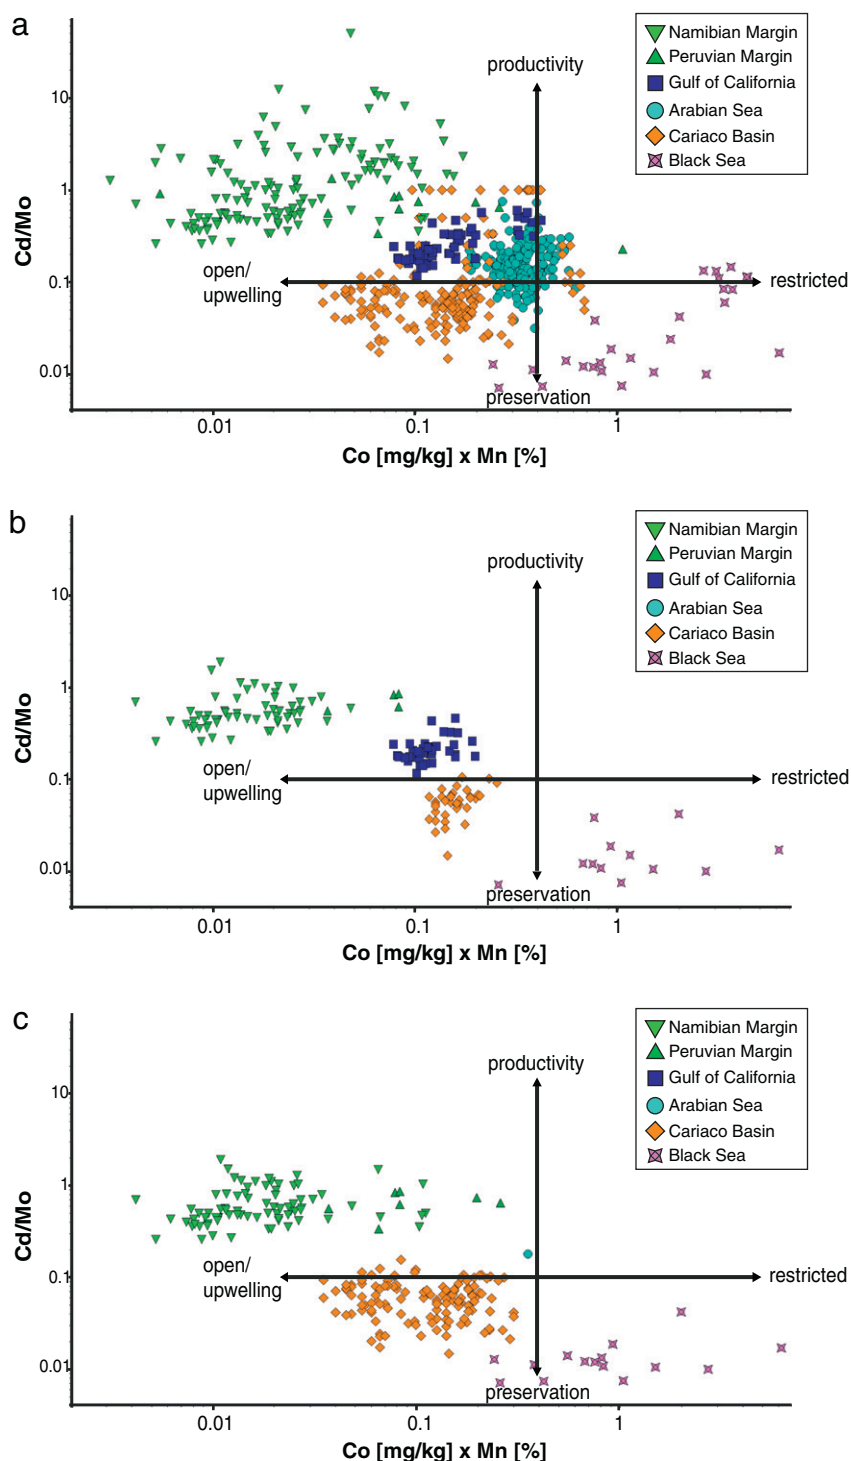 a
Namibian Margin
Peruvian Margin
Gulf of California
Arabian Sea
Cariaco Basin
Black Sea
productivity
10
1
0.1
0.01
Cd/Mo
open/
upwelling
restricted
preservation
0.01
0.1
1
Co [mg/kg] x Mn [%]
b
Namibian Margin
Peruvian Margin
Gulf of California
Arabian Sea
Cariaco Basin
Black Sea
productivity
10
1
0.1
0.01
Cd/Mo
open/
upwelling
restricted
preservation
0.01
0.1
1
Co [mg/kg] x Mn [%]
c
Namibian Margin
Peruvian Margin
Gulf of California
Arabian Sea
Cariaco Basin
Black Sea
productivity
10
1
0.1
0.01
Cd/Mo
open/
upwelling
restricted
preservation
0.01
0.1
1
Co [mg/kg] x Mn [%]